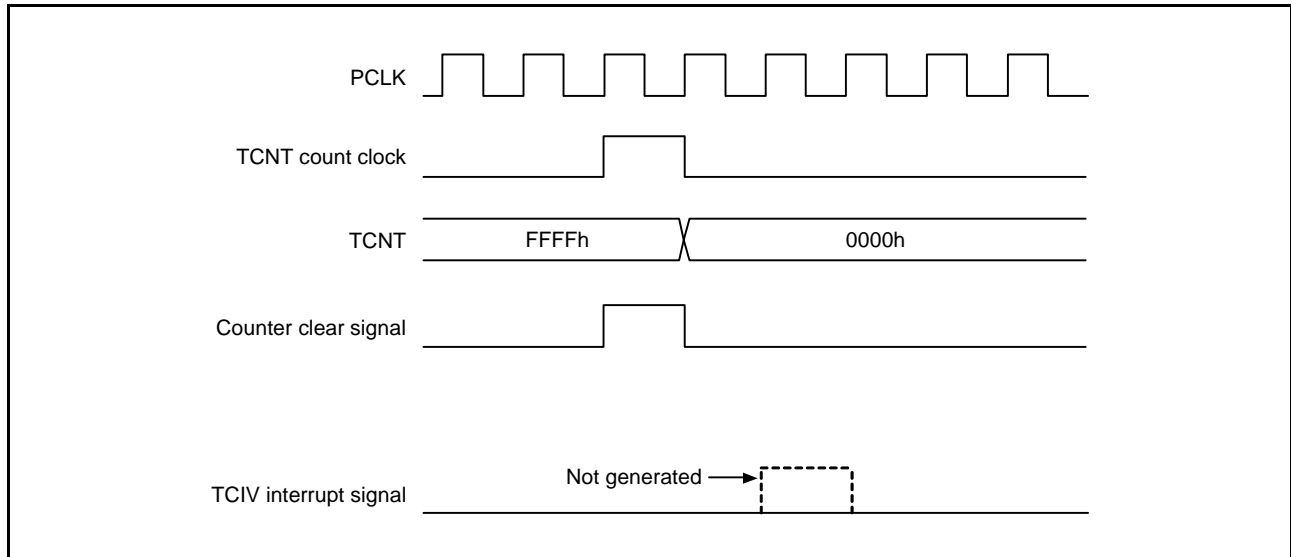 PCLK
TCNT count clock
TCNT
FFFFh
0000h
Counter clear signal
Not generated
TCIV interrupt signal